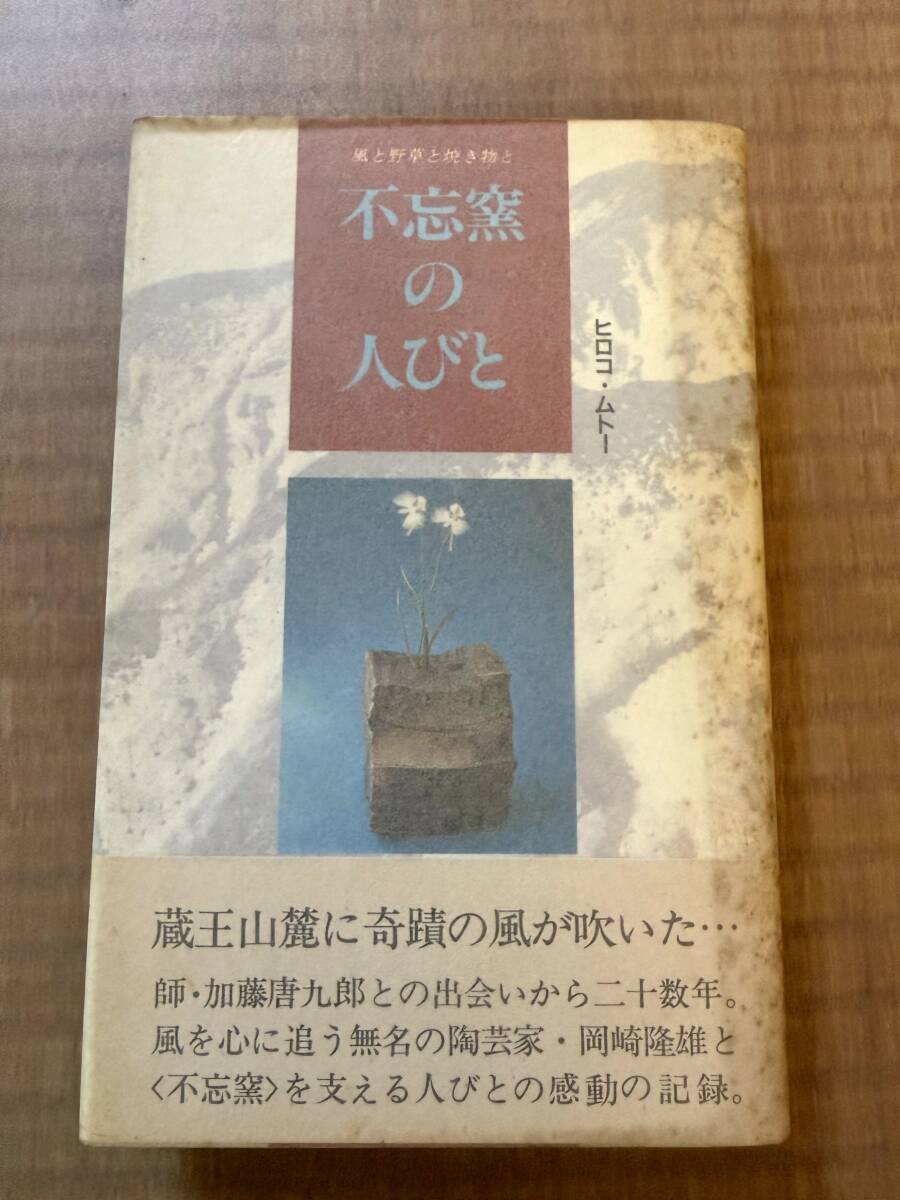 風と野草と焼き物と
不忘窯
の
人びと
ヒロコ・ムトー
蔵王山麓に奇蹟の風が吹いた…
師・加藤唐九郎との出会いから二十数年。
風を心に追う無名の陶芸家・岡崎隆雄と
〈不忘窯〉を支える人びとの感動の記録。